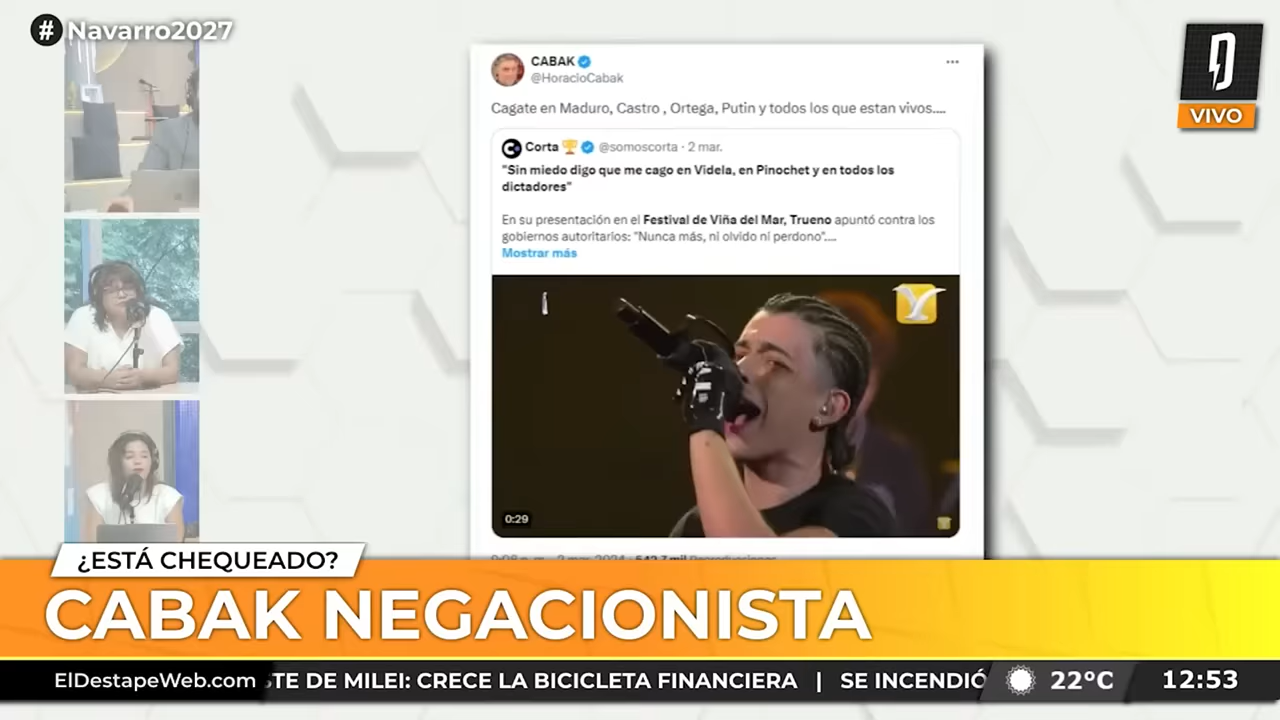 # Navarro2027
CABAK
@HoracioCabak
Cagate en Maduro, Castro , Ortega, Putin y todos los que estan vivos....
Corta @somoscorta · 2 mar.
"Sin miedo digo que me cago en Videla, en Pinochet y en todos los
dictadores"
En su presentación en el Festival de Viña del Mar, Trueno apuntó contra los
gobiernos autoritarios: "Nunca más, ni olvido ni perdono"....
Mostrar más
0:29
VIVO
¿ESTÁ CHEQUEADO?
CABAK NEGACIONISTA
ElDestapeWeb.com
STE DE MILEI: CRECE LA BICICLETA FINANCIERA | SE INCENDIÓ
22°C
12:53